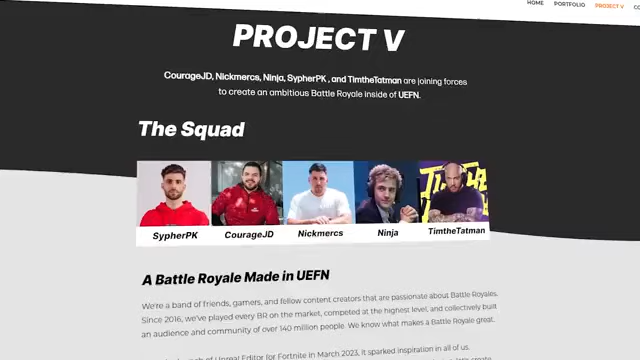 HOME PORTFOLIO PROJECT V
PROJECT V
CourageJD, Nickmercs, Ninja, SypherPK , and TimtheTatman are joining forces
to create an ambitious Battle Royale inside of UEFN.
The Squad
SypherPK CourageJD Nickmercs Ninja TimtheTatman
A Battle Royale Made in UEFN
We're a band of friends, gamers, and fellow content creators that are passionate about Battle Royales.
Since 2016, we've played every BR on the market, competed at the highest level, and collectively built
an audience and community of over 140 million people. We know what makes a Battle Royale great.
of Unreal Editor for Fortnite in March 2023, it sparked inspiration in all of us.